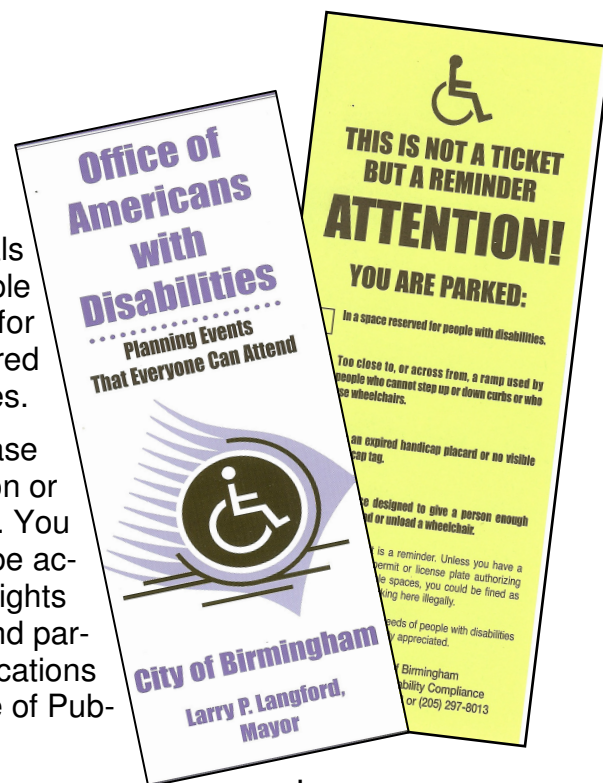 als
ble
for
red
es.
ase
on or
. You
be ac-
ights
nd par-
cations
e of Pub-
Office of
Americans
with
Disabilities
Planning Events
That Everyone Can Attend
City of Birmingham
Larry P. Langford,
Mayor
THIS IS NOT A TICKET
BUT A REMINDER
ATTENTION!
YOU ARE PARKED:
In a space reserved for people with disabilities.
Too close to, or across from, a ramp used by
people who cannot step up or down curbs or who
se wheelchairs.
an expired handicap placard or no visible
cap tag.
ce designed to give a person enough
d or unload a wheelchair.
is a reminder. Unless you have a
permit or license plate authorizing
le spaces, you could be fined as
king here illegally.
eeds of people with disabilities
y appreciated.
f Birmingham
ability Compliance
or (205) 297-8013